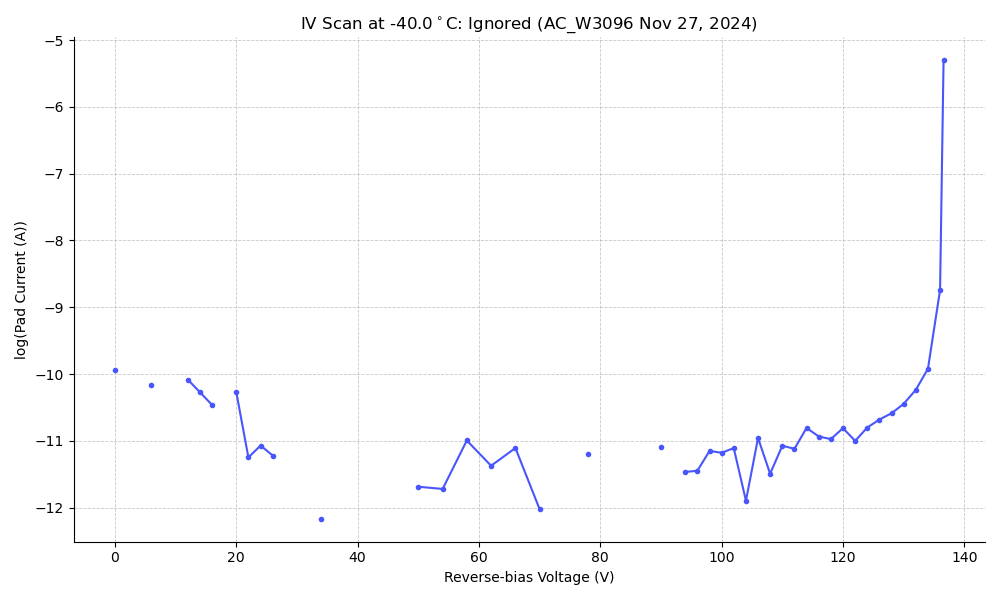 IV Scan at -40.0°C: Ignored (AC_W3096 Nov 27, 2024)
log(Pad Current (A))
−5
−6
−7
−8
−9
−10
−11
−12
0 20 40 60 80 100 120 140
Reverse-bias Voltage (V)